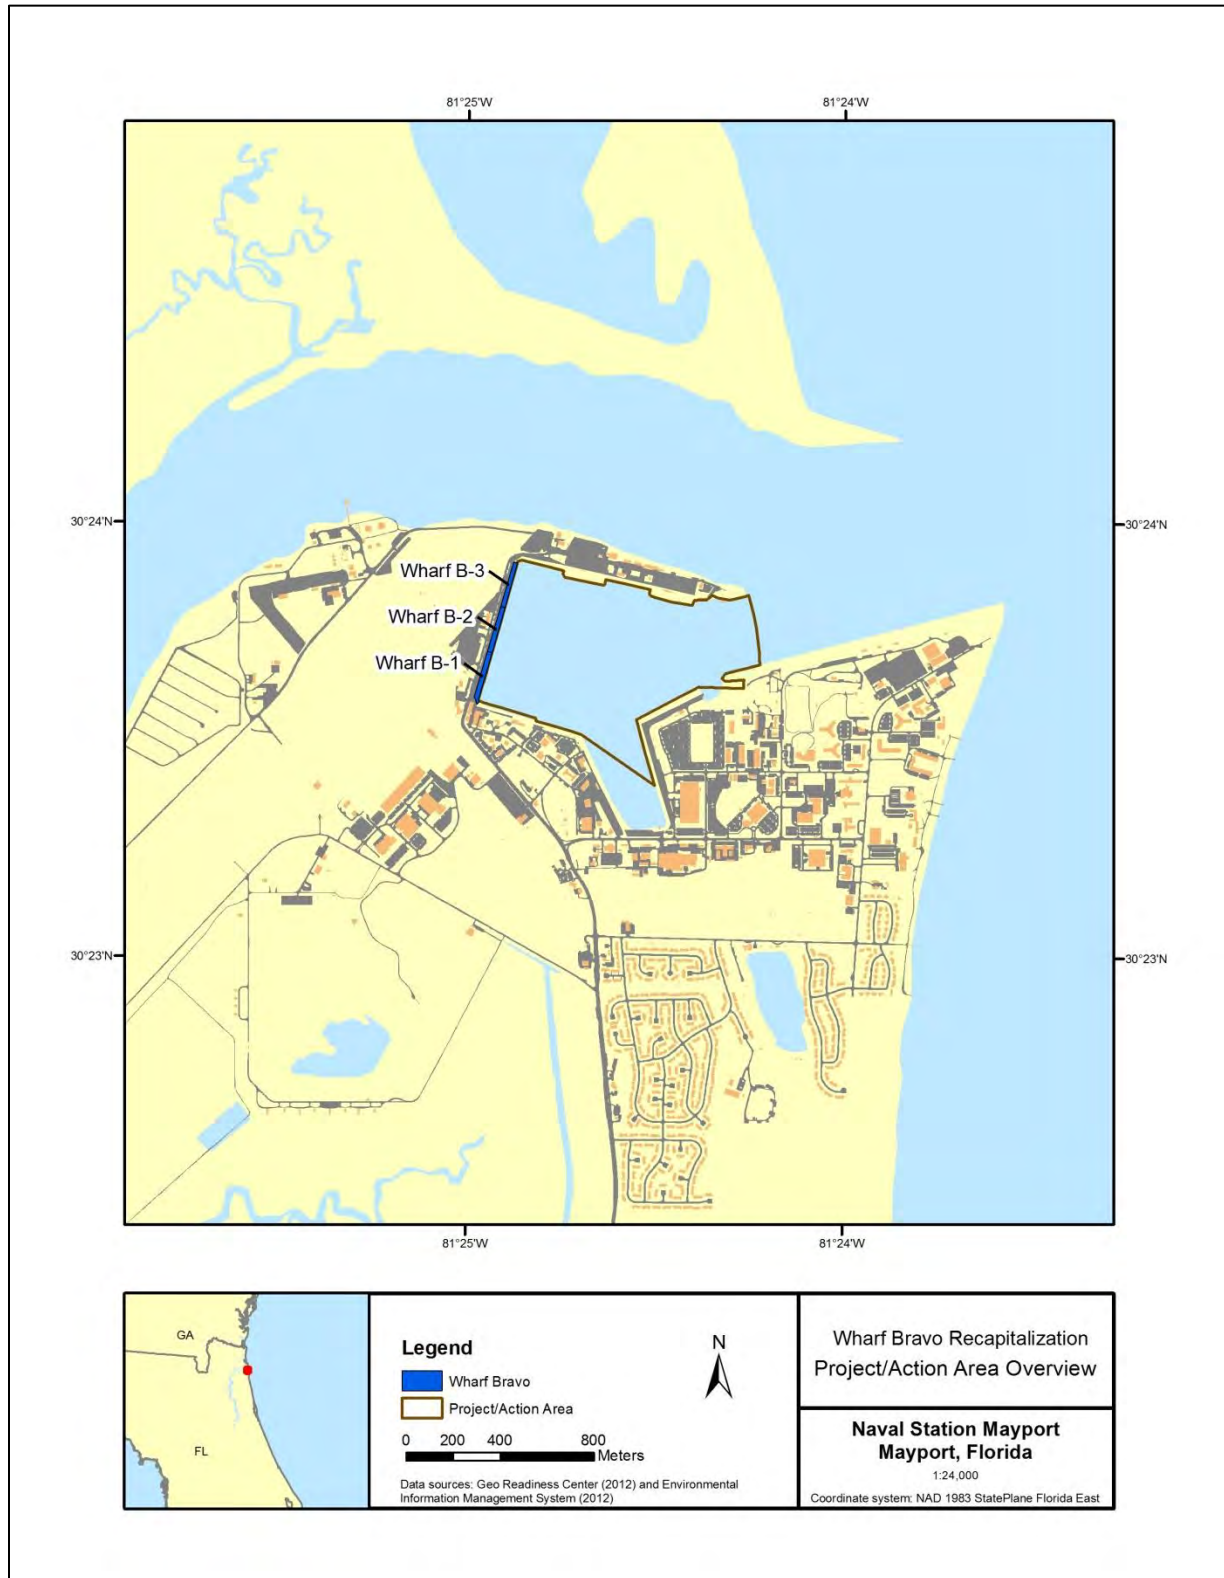 81°25'W
81°24'W
30°24'N
30°24'N
Wharf B-3
Wharf B-2
Wharf B-1
30°23'N
30°23'N
81°25'W
81°24'W
GA
FL
Legend
Wharf Bravo
Project/Action Area
N
0 200 400 800
Meters
Data sources: Geo Readiness Center (2012) and Environmental
Information Management System (2012)
Wharf Bravo Recapitalization
Project/Action Area Overview
Naval Station Mayport
Mayport, Florida
1:24,000
Coordinate system: NAD 1983 StatePlane Florida East